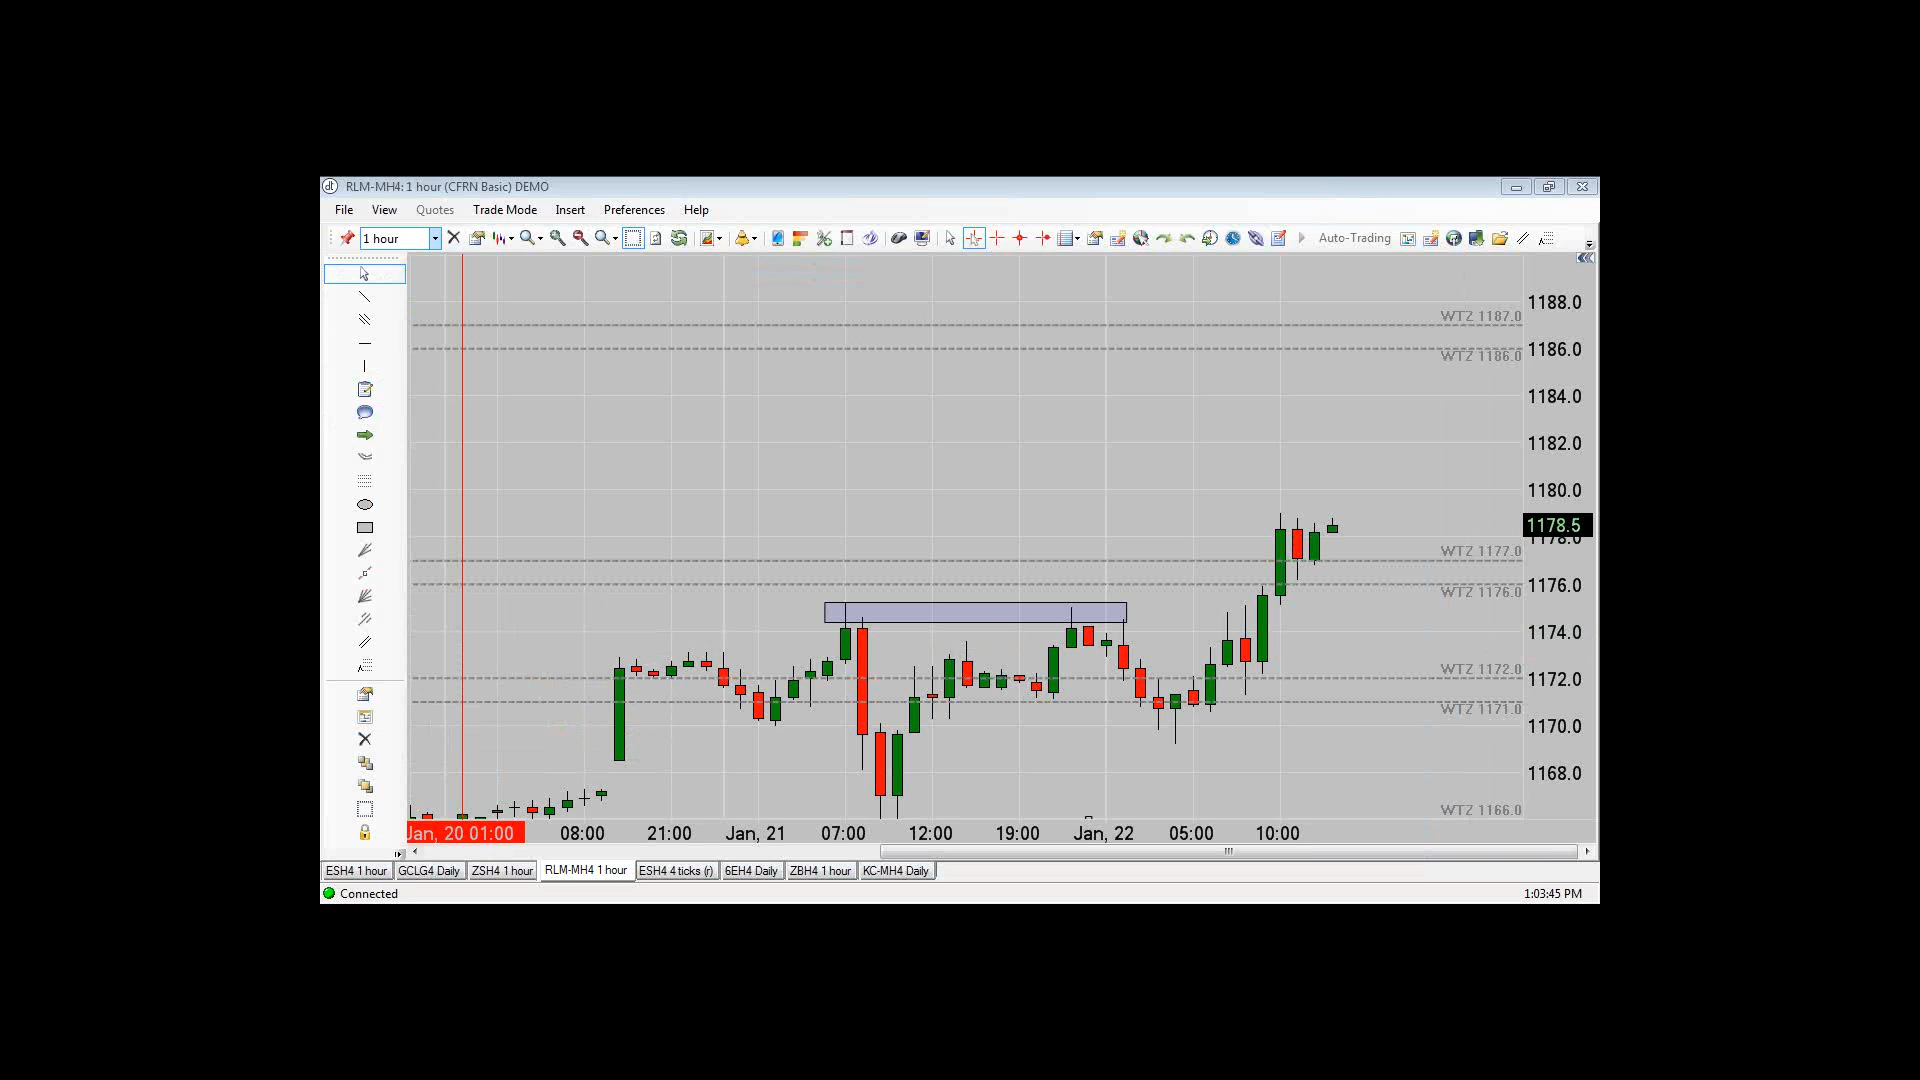 dt RLM-MH4: 1 hour (CFRN Basic) DEMO
File View Quotes Trade Mode Insert Preferences Help
1 hour Auto-Trading
1188.0
WTZ 1187.0
1186.0
WTZ 1186.0
1184.0
1182.0
1180.0
1178.5
1178.0
WTZ 1177.0
1176.0
WTZ 1176.0
1174.0
WTZ 1172.0
1172.0
WTZ 1171.0
1170.0
1168.0
WTZ 1166.0
Jan, 20 01:00 08:00 21:00 Jan, 21 07:00 12:00 19:00 Jan, 22 05:00 10:00
ESH4 1 hour GCLG4 Daily ZSH4 1 hour RLM-MH4 1 hour ESH4 4 ticks (r) 6EH4 Daily ZBH4 1 hour KC-MH4 Daily
Connected 1:03:45 PM